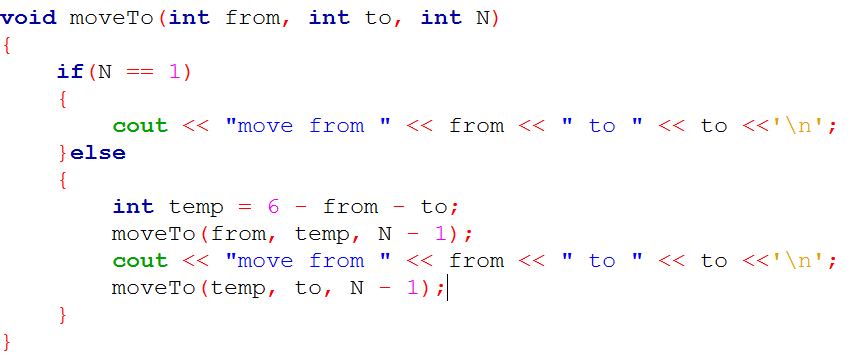 void moveTo(int from, int to, int N)
{
    if(N == 1)
    {
        cout << "move from " << from << " to " << to <<'\n';
    }else
    {
        int temp = 6 - from - to;
        moveTo(from, temp, N - 1);
        cout << "move from " << from << " to " << to <<'\n';
        moveTo(temp, to, N - 1);
    }
}